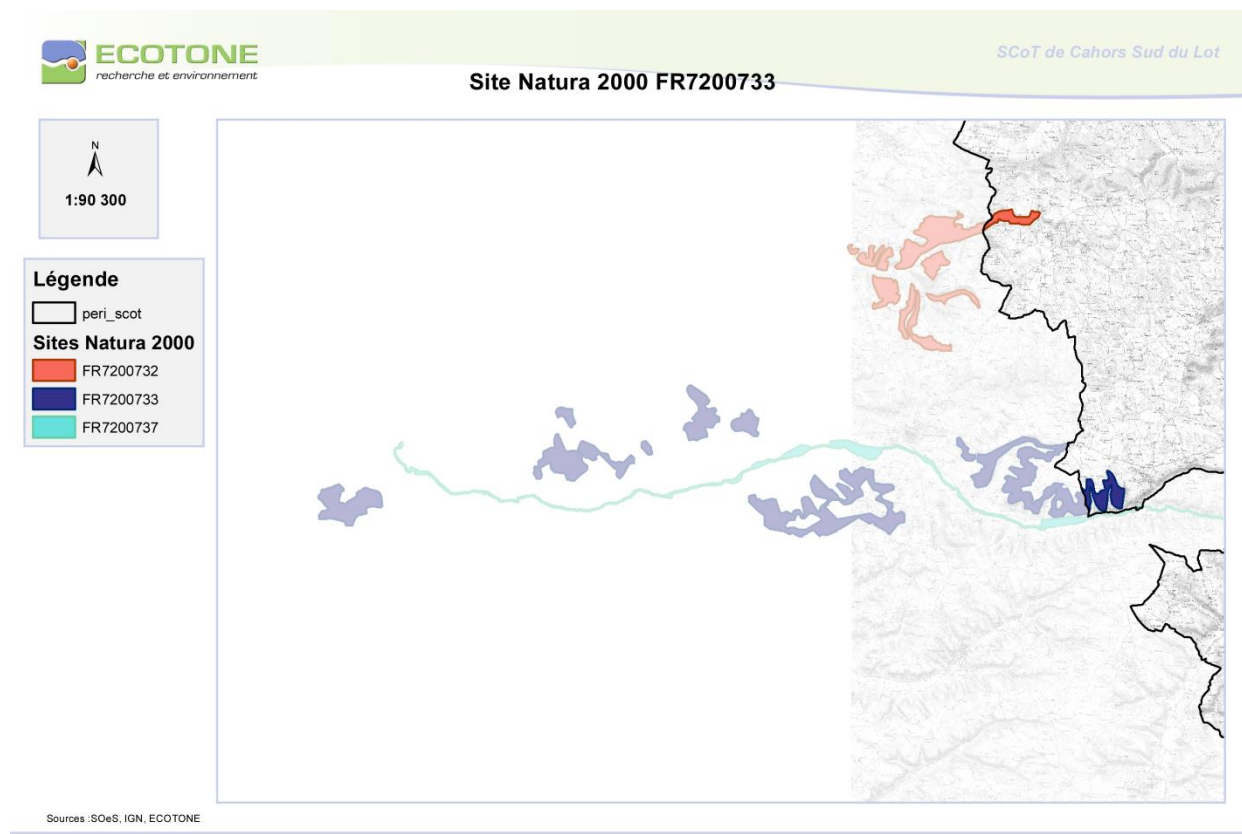 ECOTONE
recherche et environnement
SCoT de Cahors Sud du Lot
Site Natura 2000 FR7200733
N
1:90 300
Légende
peri_scot
Sites Natura 2000
FR7200732
FR7200733
FR7200737
Sources :SOeS, IGN, ECOTONE